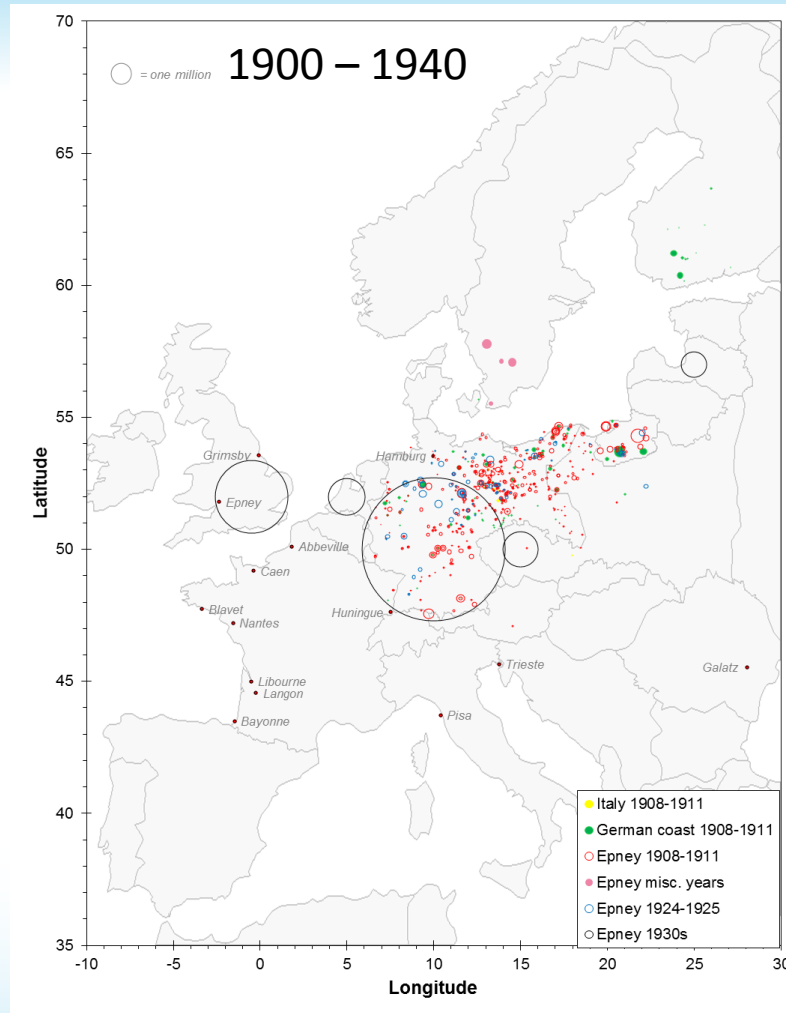 1900 – 1940
= one million
70
65
60
55
50
45
40
35
Latitude
Grimsby
Hamburg
Epney
Abbeville
Caen
Blavet
Huningue
Nantes
Trieste
Galatz
Libourne
Langon
Pisa
Bayonne
Italy 1908-1911
German coast 1908-1911
Epney 1908-1911
Epney misc. years
Epney 1924-1925
Epney 1930s
-10 -5 0 5 10 15 20 25 30
Longitude